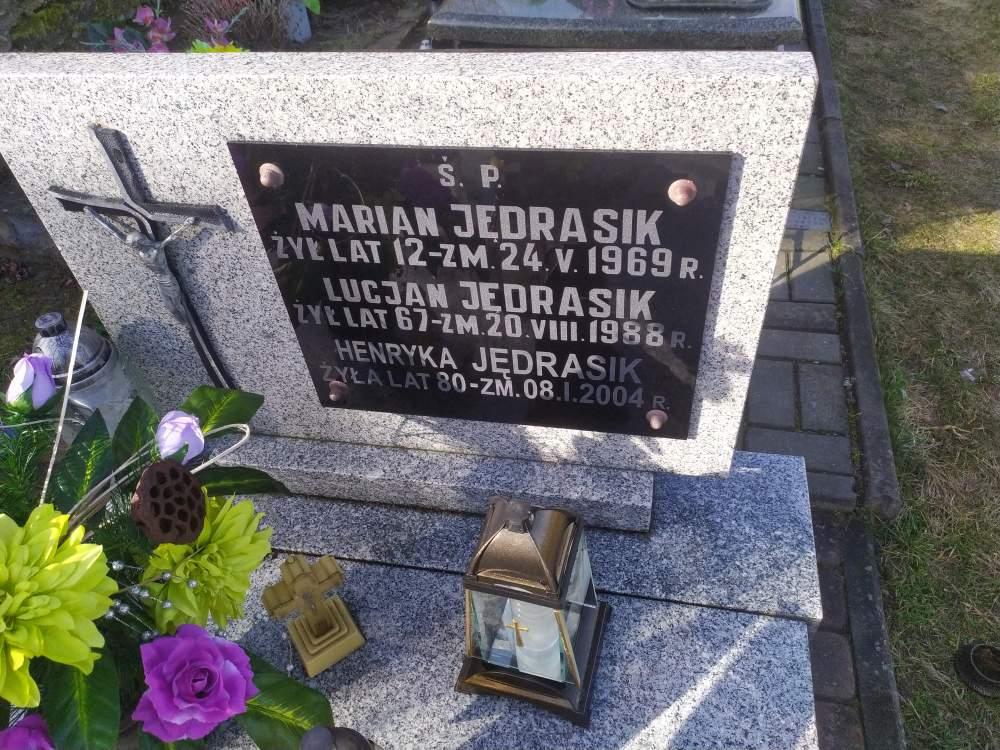 Ś. P.
MARIAN JĘDRASIK
ŻYŁ LAT 12-ZM. 24. V. 1969 R.
LUCJAN JĘDRASIK
ŻYŁ LAT 67-ZM. 20. VIII. 1988 R.
HENRYKA JĘDRASIK
ŻYŁA LAT 80-ZM. 08. I. 2004 R.